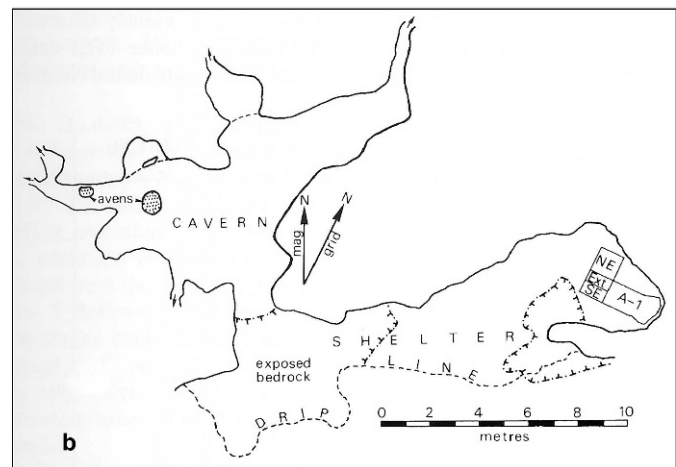 avens
CAVERN
N
N
mag
grid
NE
EXT.
SE
A-1
SHELTER
exposed
bedrock
DRIP LINE
0 2 4 6 8 10
metres
b